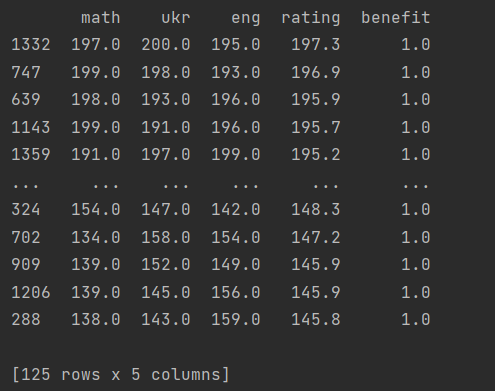 math ukr eng rating benefit
1332 197.0 200.0 195.0 197.3 1.0
747 199.0 198.0 193.0 196.9 1.0
639 198.0 193.0 196.0 195.9 1.0
1143 199.0 191.0 196.0 195.7 1.0
1359 191.0 197.0 199.0 195.2 1.0
... ... ... ... ... ...
324 154.0 147.0 142.0 148.3 1.0
702 134.0 158.0 154.0 147.2 1.0
909 139.0 152.0 149.0 145.9 1.0
1206 139.0 145.0 156.0 145.9 1.0
288 138.0 143.0 159.0 145.8 1.0
[125 rows x 5 columns]